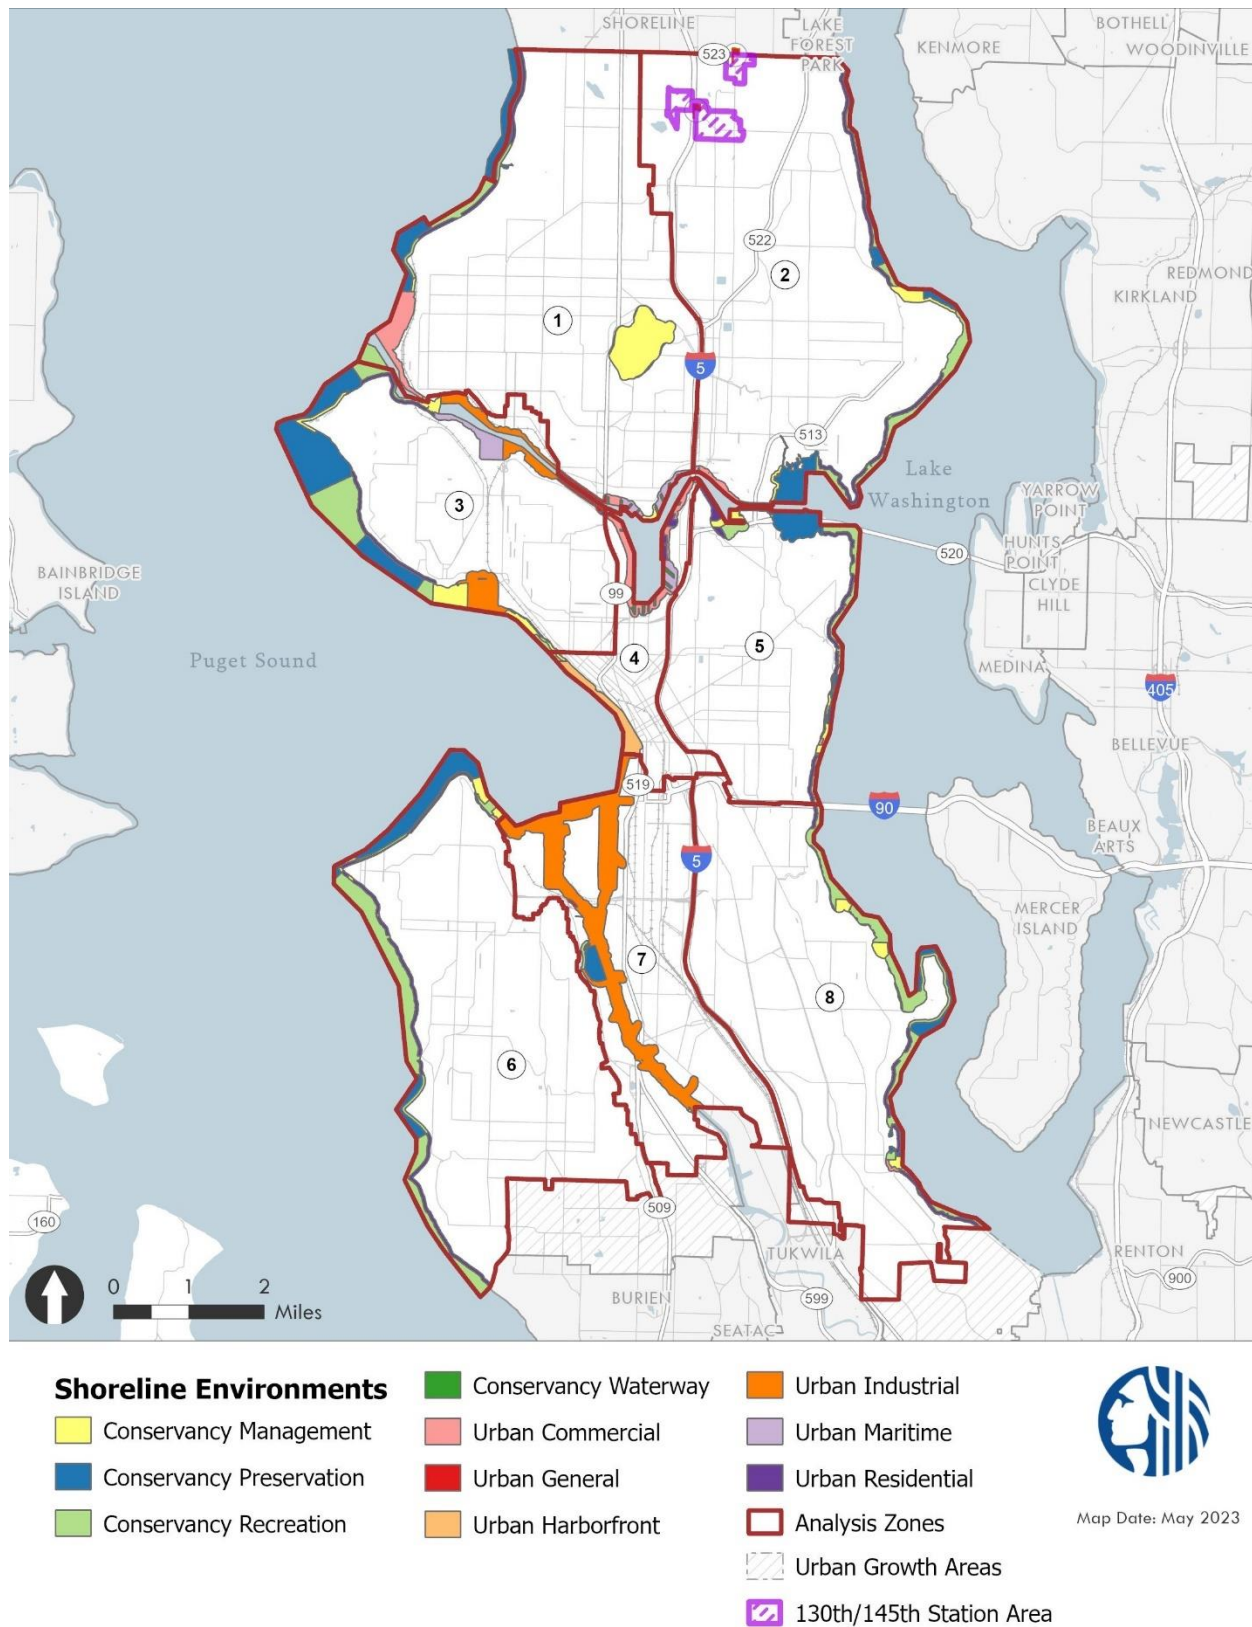 SHORELINE
LAKE
FOREST
PARK
BOTHELL
KENMORE
WOODINVILLE
523
522
2
REDMOND
KIRKLAND
1
5
513
Lake
Washington
YARROW
POINT
3
HUNTS
POINT
520
CLYDE
HILL
BAINBRIDGE
ISLAND
99
Puget Sound
4
5
MEDINA
405
BELLEVUE
519
90
BEAUX
ARTS
5
MERCER
ISLAND
7
8
6
NEWCASTLE
160
509
TUKWILA
RENTON
900
0 1 2
Miles
BURIEN
599
SEATAC
Shoreline Environments
Conservancy Management
Conservancy Preservation
Conservancy Recreation
Conservancy Waterway
Urban Commercial
Urban General
Urban Harborfront
Urban Industrial
Urban Maritime
Urban Residential
Analysis Zones
Urban Growth Areas
130th/145th Station Area
Map Date: May 2023